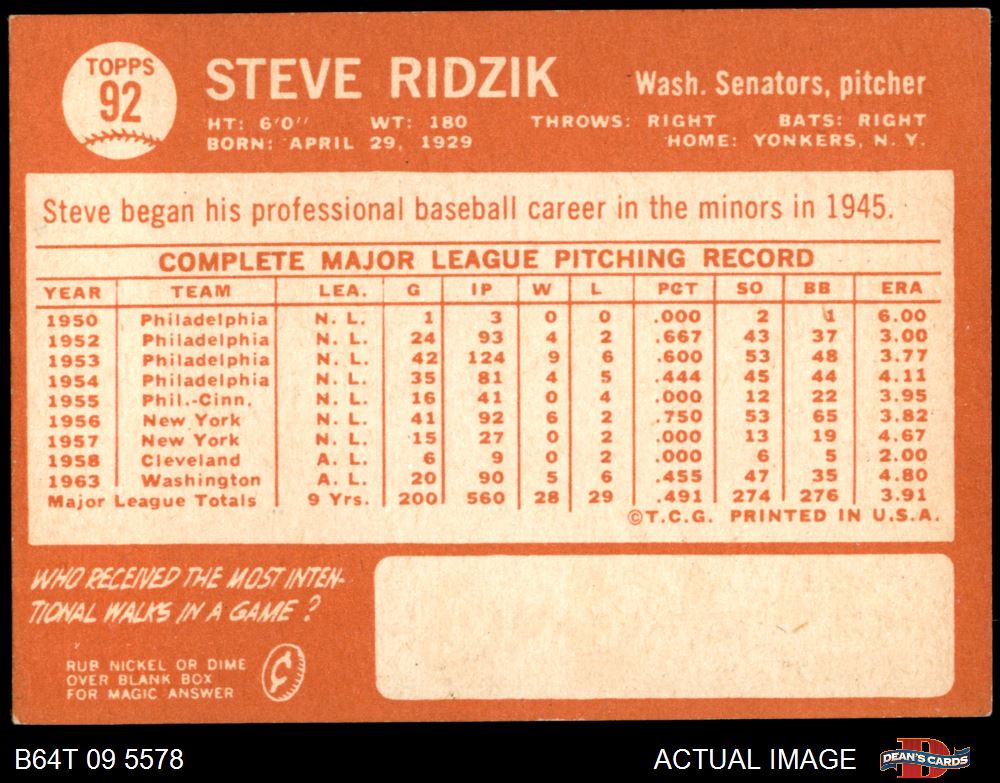 TOPPS
92
STEVE RIDZIK
Wash. Senators, pitcher
HT: 6'0" WT: 180 THROWS: RIGHT BATS: RIGHT
BORN: APRIL 29, 1929 HOME: YONKERS, N. Y.
Steve began his professional baseball career in the minors in 1945.
COMPLETE MAJOR LEAGUE PITCHING RECORD
YEAR TEAM LEA. G IP W L PCT SO BB ERA
1950 Philadelphia N. L. 1 3 0 0 .000 2 1 6.00
1952 Philadelphia N. L. 24 93 4 2 .667 43 37 3.00
1953 Philadelphia N. L. 42 124 9 6 .600 53 48 3.77
1954 Philadelphia N. L. 35 81 4 5 .444 45 44 4.11
1955 Phil.-Cinn. N. L. 16 41 0 4 .000 12 22 3.95
1956 New York N. L. 41 92 6 2 .750 53 65 3.82
1957 New York N. L. 15 27 0 2 .000 13 19 4.67
1958 Cleveland A. L. 6 9 0 2 .000 6 5 2.00
1963 Washington A. L. 20 90 5 6 .455 47 35 4.80
Major League Totals 9 Yrs. 200 560 28 29 .491 274 276 3.91
©T.C.G. PRINTED IN U.S.A.
WHO RECEIVED THE MOST INTEN-
TIONAL WALKS IN A GAME?
RUB NICKEL OR DIME
OVER BLANK BOX
FOR MAGIC ANSWER
¢
B64T 09 5578 ACTUAL IMAGE
D
DEAN'S CARDS